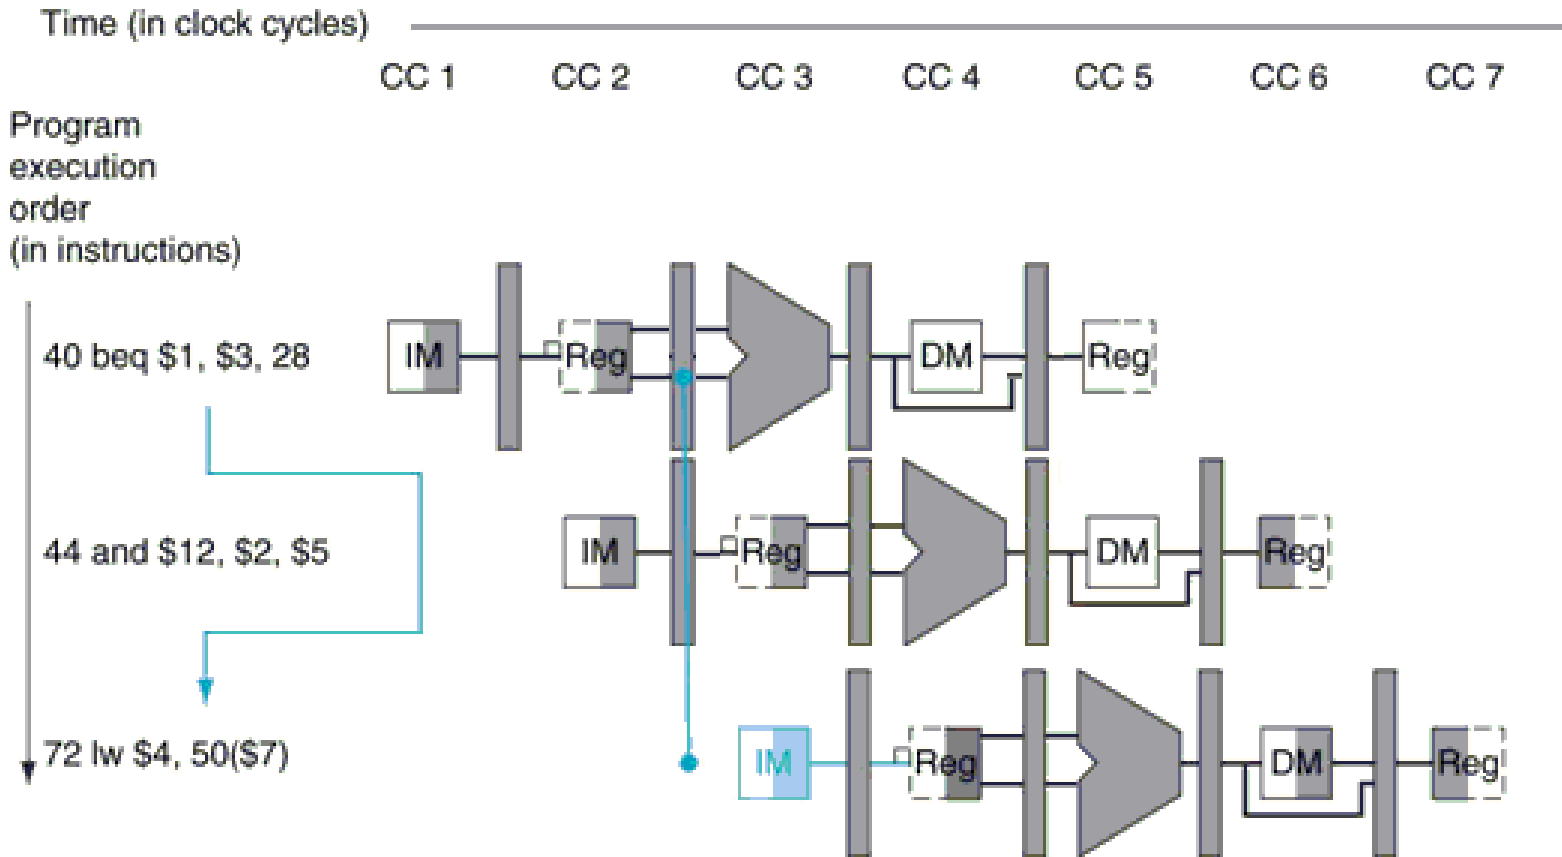 Time (in clock cycles)
CC 1 CC 2 CC 3 CC 4 CC 5 CC 6 CC 7
Program
execution
order
(in instructions)
40 beq $1, $3, 28
IM Reg DM Reg
44 and $12, $2, $5
IM Reg DM Reg
72 lw $4, 50($7)
IM Reg DM Reg